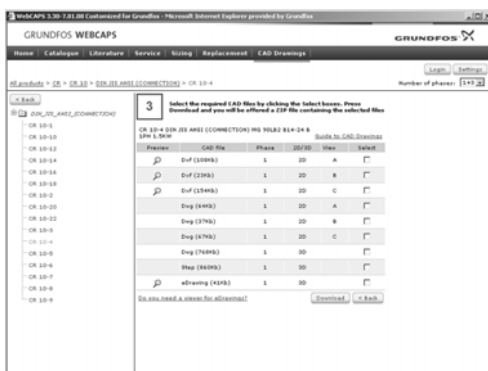 WebCAPS 3.30-7.01.00 Customized for Grundfos - Microsoft Internet Explorer provided by Grundfos
GRUNDFOS WEBCAPS
GRUNDFOS
Home | Catalogue | Literature | Service | Sizing | Replacement | CAD Drawings
Login Settings
All products > CR > CR 10 > DIN JIS ANSI (CONNECTION) > CR 10-4
Number of phases:
< Back
DIN_JIS_ANSI_(CONNECTION)
CR 10-1
CR 10-10
CR 10-12
CR 10-14
CR 10-16
CR 10-18
CR 10-2
CR 10-20
CR 10-22
CR 10-3
CR 10-4
CR 10-5
CR 10-6
CR 10-7
CR 10-8
CR 10-9
3
Select the required CAD files by clicking the Select boxes. Press
Download and you will be offered a ZIP file containing the selected files
CR 10-4 DIN JIS ANSI (CONNECTION) MG 90LB2 B14-24 B
1PH 1.5KW
Guide to CAD Drawings
Preview CAD file Phase 2D/3D View Select
Dxf (108Kb) 1 2D A
Dxf (23Kb) 1 2D B
Dxf (154Kb) 1 2D C
Dwg (64Kb) 1 2D A
Dwg (37Kb) 1 2D B
Dwg (67Kb) 1 2D C
Dwg (768Kb) 1 3D
Step (860Kb) 1 3D
eDrawing (41Kb) 1 3D
Do you need a viewer for eDrawings?
Download < Back